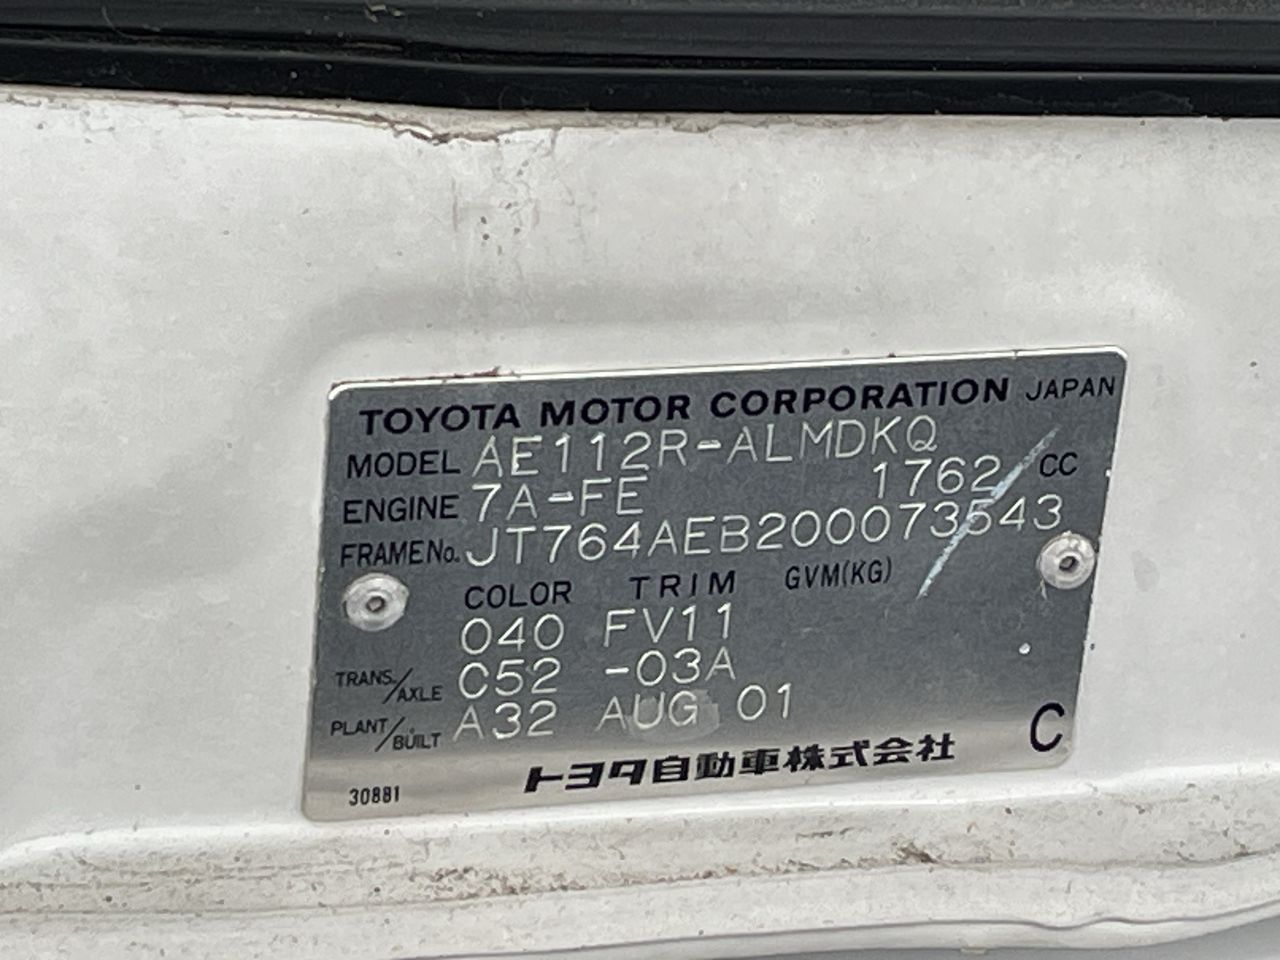 TOYOTA MOTOR CORPORATION JAPAN
MODEL AE112R-ALMDKQ
ENGINE 7A-FE 1762 CC
FRAME No. JT764AEB200073543
COLOR TRIM GVM(KG)
040 FV11
TRANS./AXLE C52 -03A
PLANT/BUILT A32 AUG 01
トヨタ自動車株式会社 C
30881